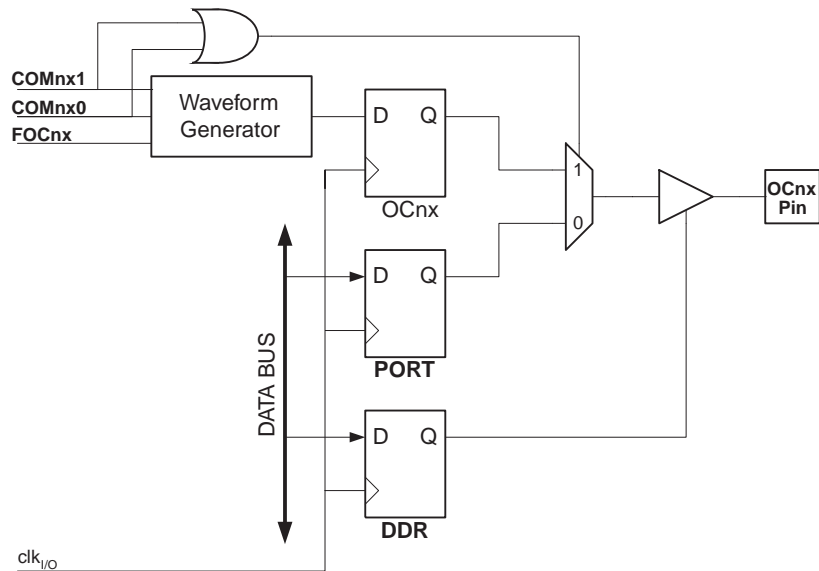 COMnx1
COMnx0
FOCnx
Waveform
Generator
D Q
OCnx
1
0
OCnx
Pin
D Q
PORT
DATA BUS
D Q
DDR
clkI/O